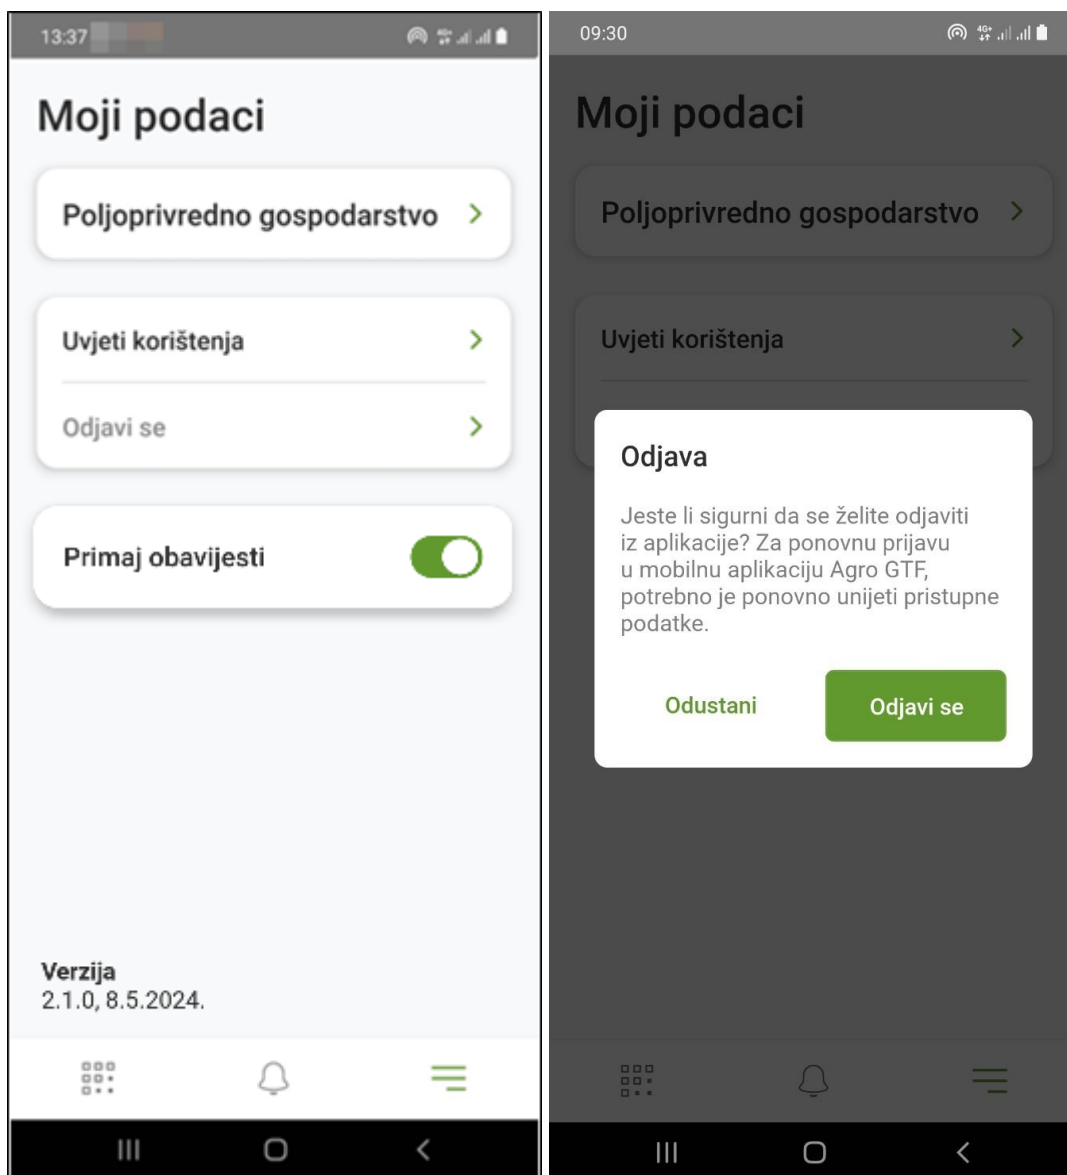 13:37
Moji podaci
Poljoprivredno gospodarstvo
Uvjeti korištenja
Odjavi se
Primaj obavijesti
Verzija
2.1.0, 8.5.2024.
09:30
4G+
Moji podaci
Poljoprivredno gospodarstvo
Uvjeti korištenja
Odjava
Jeste li sigurni da se želite odjaviti
iz aplikacije? Za ponovnu prijavu
u mobilnu aplikaciju Agro GTF,
potrebno je ponovno unijeti pristupne
podatke.
Odustani
Odjavi se